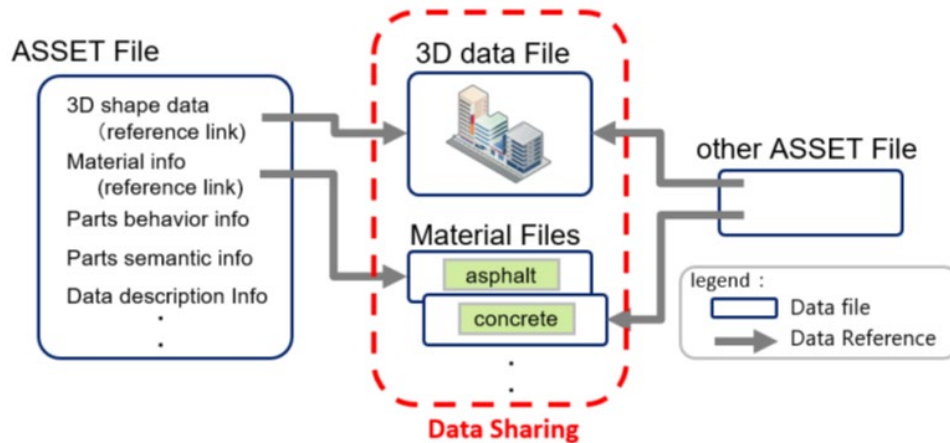 ASSET File
3D shape data
（reference link)
Material info
(reference link)
Parts behavior info
Parts semantic info
Data description Info
.
.
3D data File
Material Files
asphalt
concrete
.
.
Data Sharing
other ASSET File
legend :
Data file
Data Reference